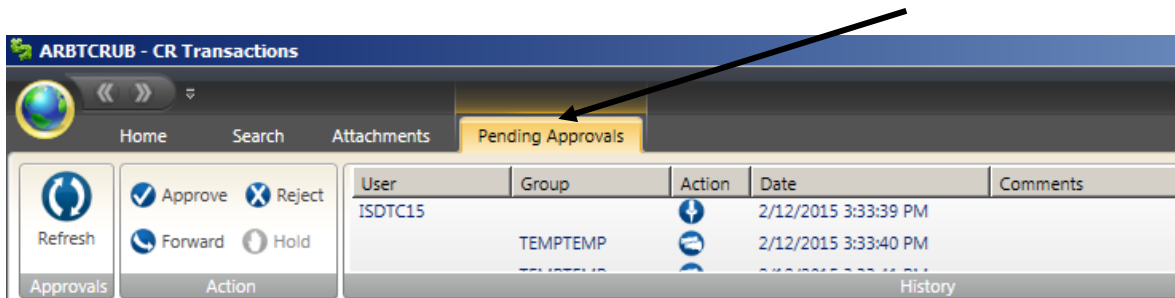 ARBTCRUB - CR Transactions
Home Search Attachments Pending Approvals
User Group Action Date Comments
Approve Reject
ISDTC15 2/12/2015 3:33:39 PM
Refresh Forward Hold
TEMPTEMP 2/12/2015 3:33:40 PM
Approvals Action History